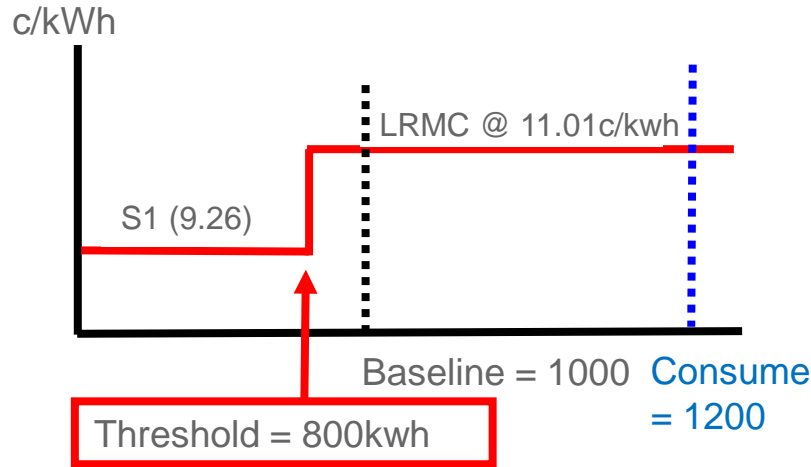 c/kWh
LRMC @ 11.01c/kwh
S1 (9.26)
Baseline = 1000
Consume
= 1200
Threshold = 800kwh